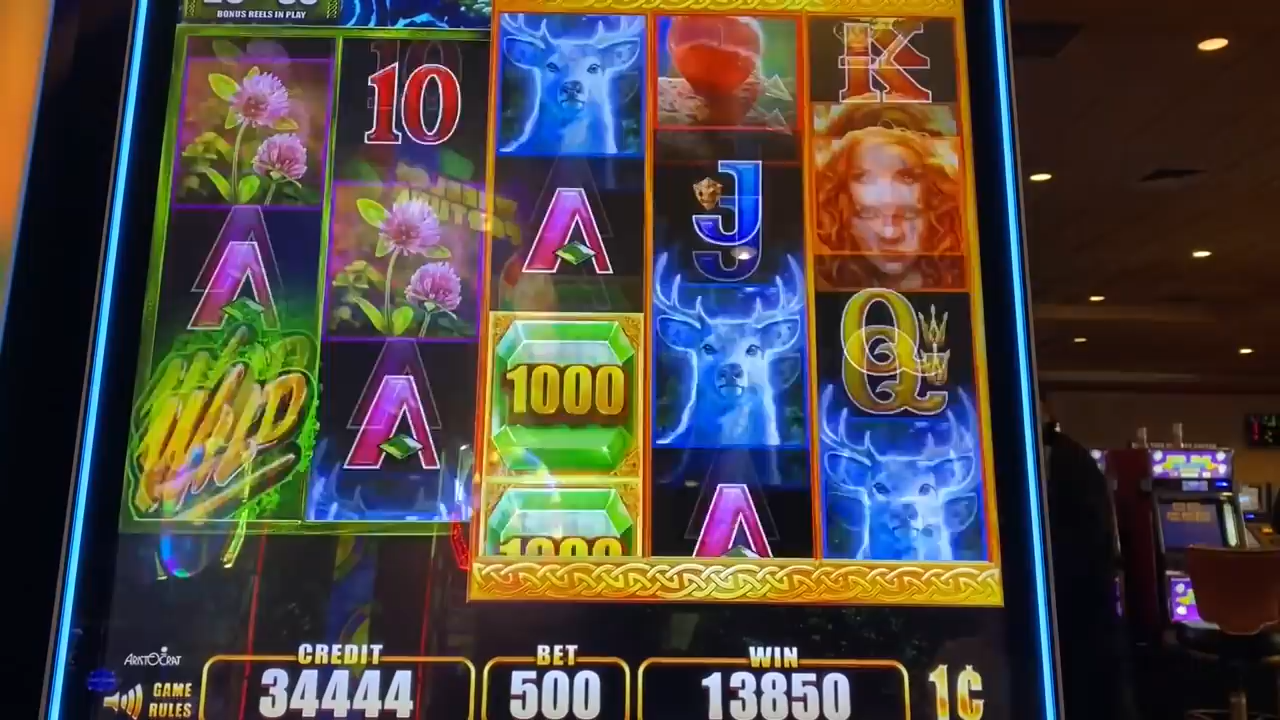 BONUS REELS IN PLAY
10
K
A
J
A
1000
Q
WILD
A
1000
A
CREDIT
BET
WIN
ARISTOCRAT
34444
500
13850
1¢
GAME
RULES